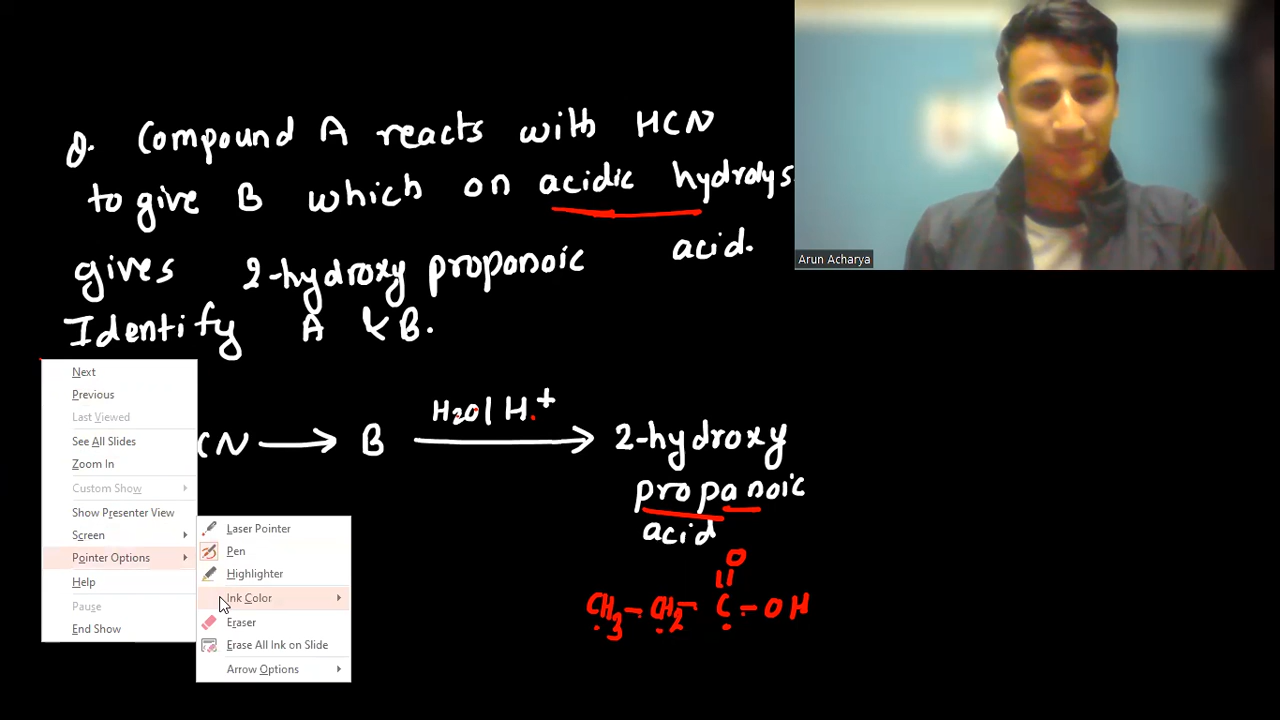 Q. Compound A reacts with HCN
to give B which on acidic hydrolys
gives 2-hydroxy propanoic acid.
Identify A & B.
Arun Acharya
CN → B H2O/H.+ → 2-hydroxy
propanoic
acid
O
CH3-CH2-C-OH
Next
Previous
Last Viewed
See All Slides
Zoom In
Custom Show
Show Presenter View
Screen
Pointer Options
Help
Pause
End Show
Laser Pointer
Pen
Highlighter
Ink Color
Eraser
Erase All Ink on Slide
Arrow Options